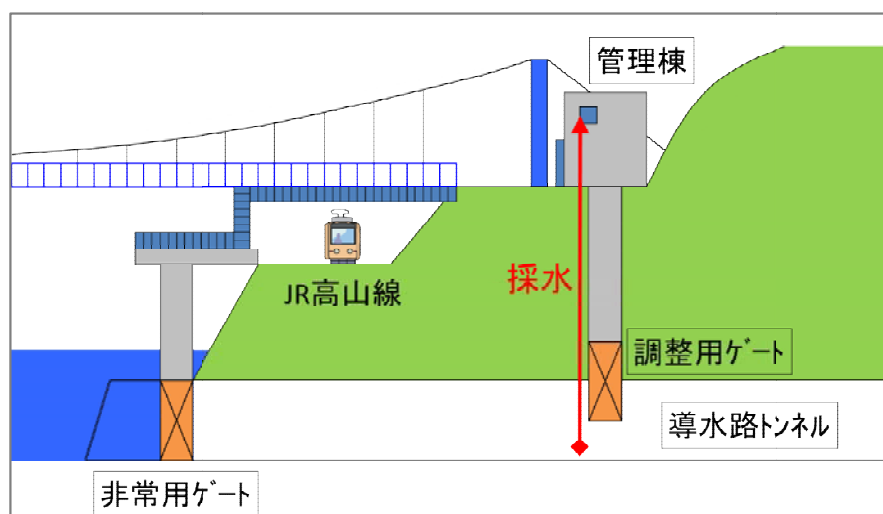 管理棟
採水
JR高山線
調整用ｹﾞｰﾄ
導水路ﾄﾝﾈﾙ
非常用ｹﾞｰﾄ